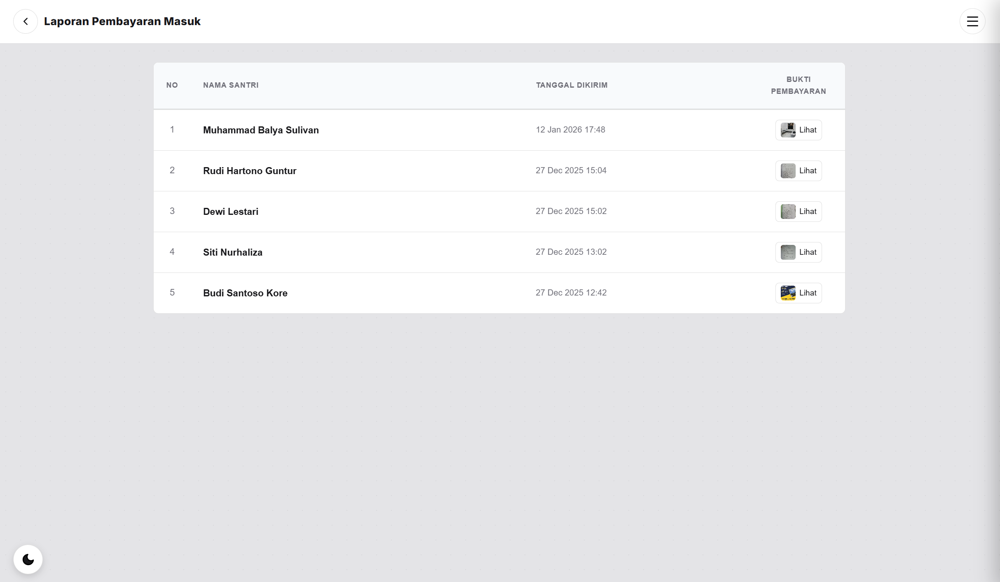 Laporan Pembayaran Masuk
NO NAMA SANTRI TANGGAL DIKIRIM BUKTI PEMBAYARAN
1 Muhammad Balya Sulivan 12 Jan 2026 17:48 Lihat
2 Rudi Hartono Guntur 27 Dec 2025 15:04 Lihat
3 Dewi Lestari 27 Dec 2025 15:02 Lihat
4 Siti Nurhaliza 27 Dec 2025 13:02 Lihat
5 Budi Santoso Kore 27 Dec 2025 12:42 Lihat